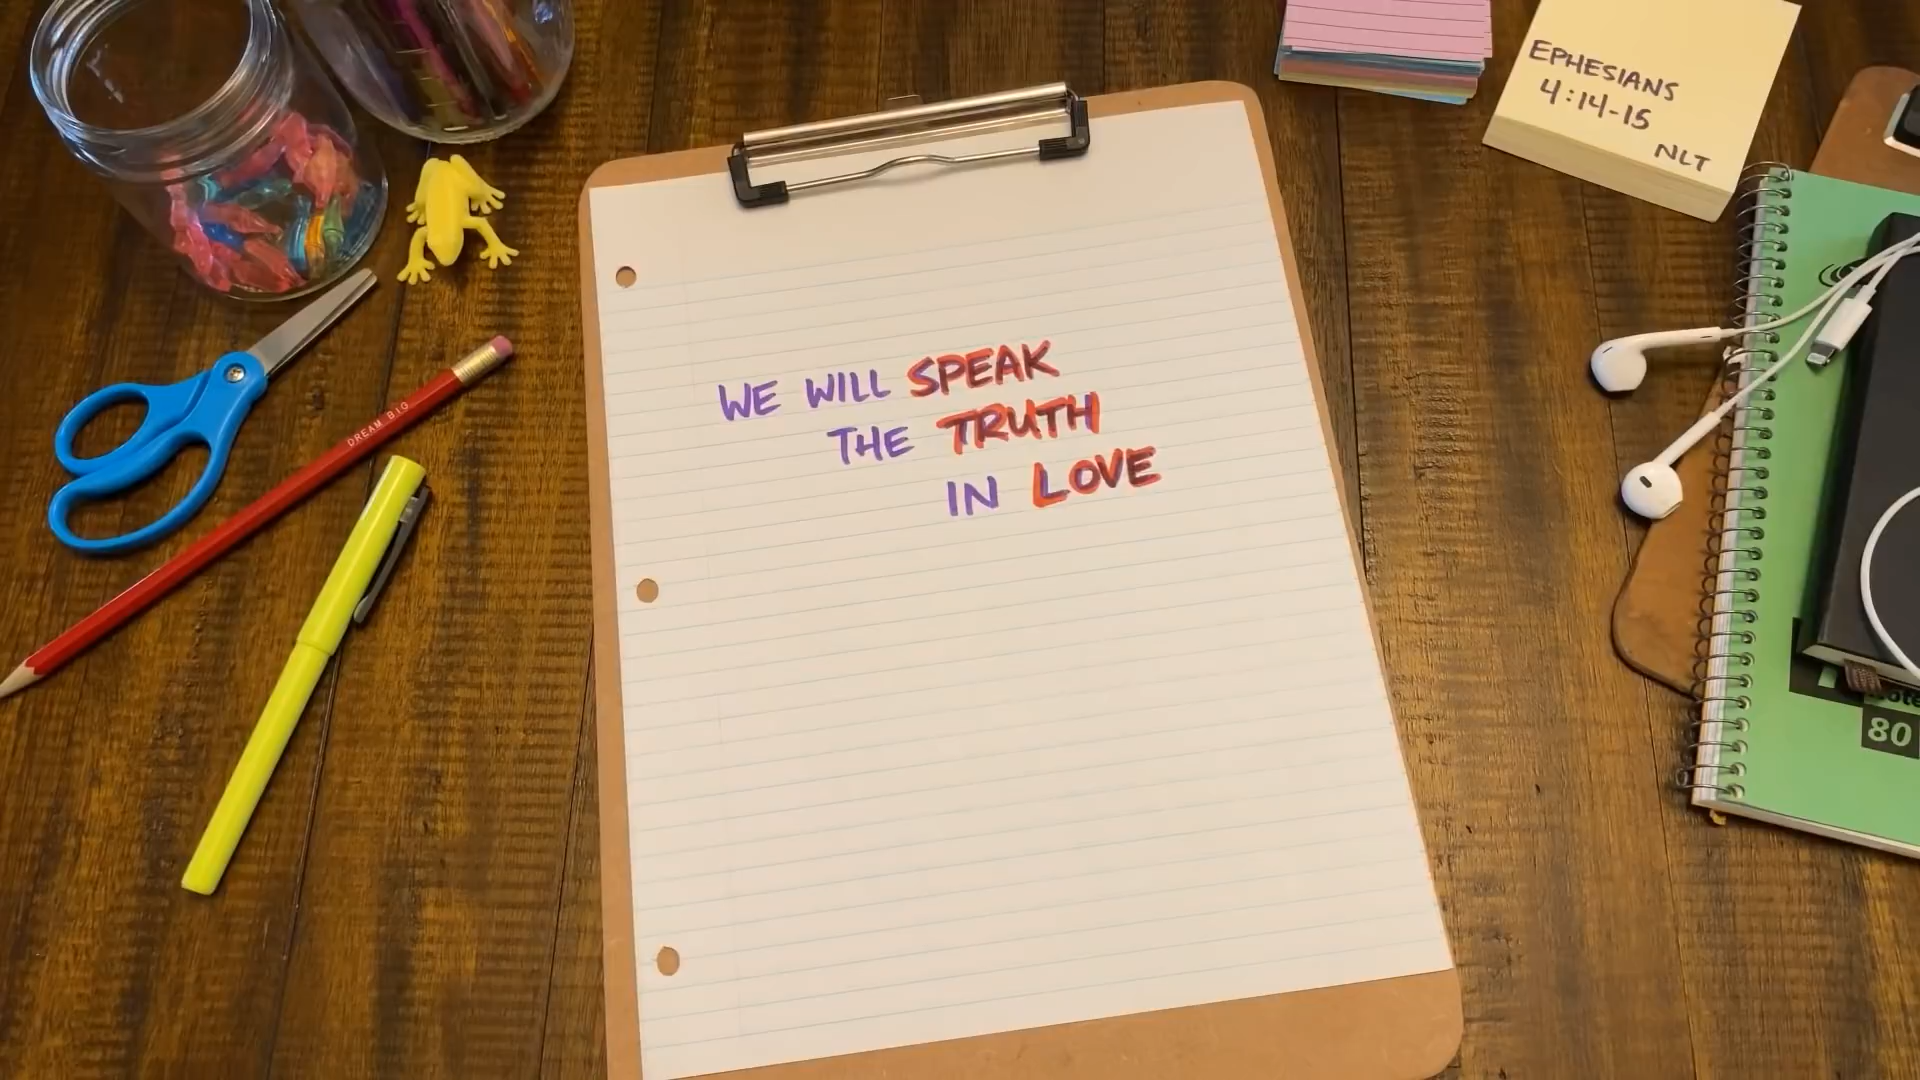 EPHESIANS
4:14-15
NLT
WE WILL SPEAK
THE TRUTH
IN LOVE
DREAM BIG
80